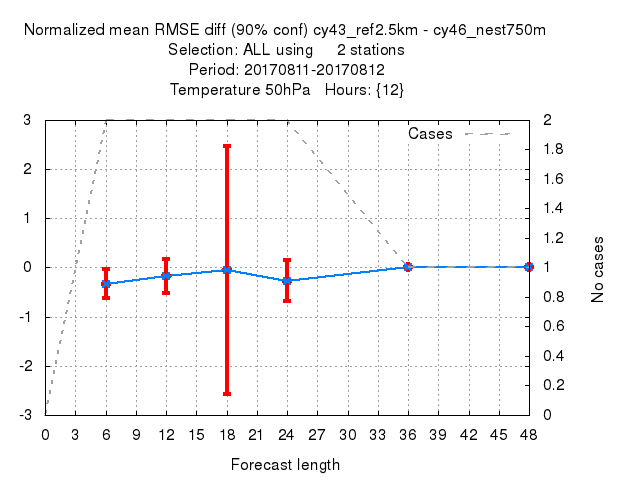 Normalized mean RMSE diff (90% conf) cy43_ref2.5km - cy46_nest750m
Selection: ALL using 2 stations
Period: 20170811-20170812
Temperature 50hPa Hours: {12}
Cases
3
2
1
0
-1
-2
-3
2
1.8
1.6
1.4
1.2
1
0.8
0.6
0.4
0.2
0
No cases
0 3 6 9 12 15 18 21 24 27 30 33 36 39 42 45 48
Forecast length